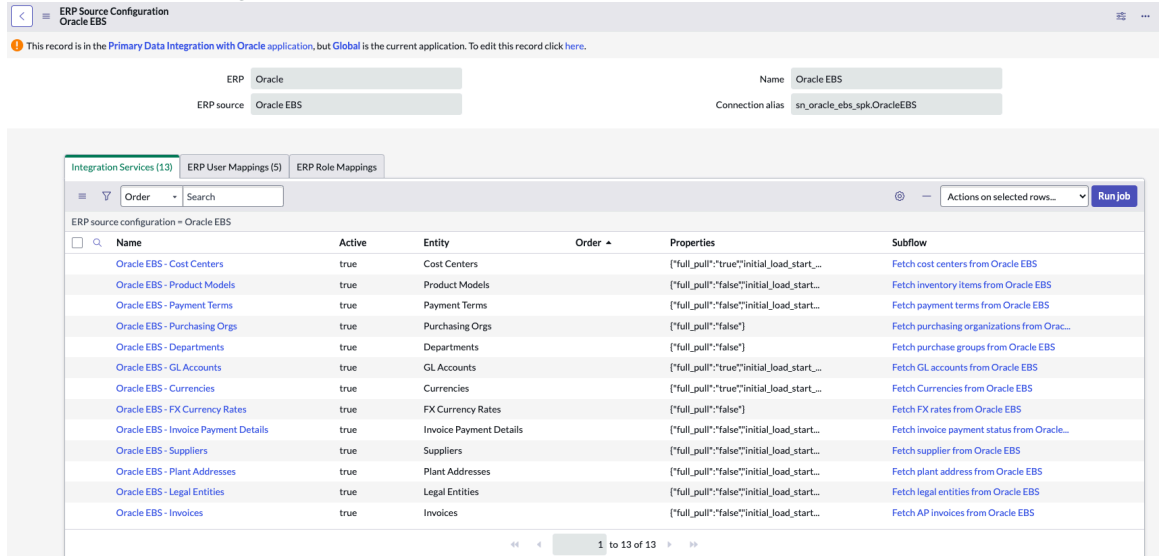 ERP Source Configuration
Oracle EBS
This record is in the Primary Data Integration with Oracle application, but Global is the current application. To edit this record click here.
ERP Oracle Name Oracle EBS
ERP source Oracle EBS Connection alias sn_oracle_ebs_spk.OracleEBS
Integration Services (13) ERP User Mappings (5) ERP Role Mappings
Order Search Actions on selected rows... Run job
ERP source configuration = Oracle EBS
Name Active Entity Order Properties Subflow
Oracle EBS - Cost Centers true Cost Centers {"full_pull":"true","initial_load_start_... Fetch cost centers from Oracle EBS
Oracle EBS - Product Models true Product Models {"full_pull":"false","initial_load_start... Fetch inventory items from Oracle EBS
Oracle EBS - Payment Terms true Payment Terms {"full_pull":"false","initial_load_start... Fetch payment terms from Oracle EBS
Oracle EBS - Purchasing Orgs true Purchasing Orgs {"full_pull":"false"} Fetch purchasing organizations from Orac...
Oracle EBS - Departments true Departments {"full_pull":"false"} Fetch purchase groups from Oracle EBS
Oracle EBS - GL Accounts true GL Accounts {"full_pull":"true","initial_load_start_... Fetch GL accounts from Oracle EBS
Oracle EBS - Currencies true Currencies {"full_pull":"true","initial_load_start_... Fetch Currencies from Oracle EBS
Oracle EBS - FX Currency Rates true FX Currency Rates {"full_pull":"false"} Fetch FX rates from Oracle EBS
Oracle EBS - Invoice Payment Details true Invoice Payment Details {"full_pull":"false","initial_load_start... Fetch invoice payment status from Oracle...
Oracle EBS - Suppliers true Suppliers {"full_pull":"false","initial_load_start... Fetch supplier from Oracle EBS
Oracle EBS - Plant Addresses true Plant Addresses {"full_pull":"false","initial_load_start... Fetch plant address from Oracle EBS
Oracle EBS - Legal Entities true Legal Entities {"full_pull":"false","initial_load_start... Fetch legal entities from Oracle EBS
Oracle EBS - Invoices true Invoices {"full_pull":"false","initial_load_start... Fetch AP invoices from Oracle EBS
1 to 13 of 13